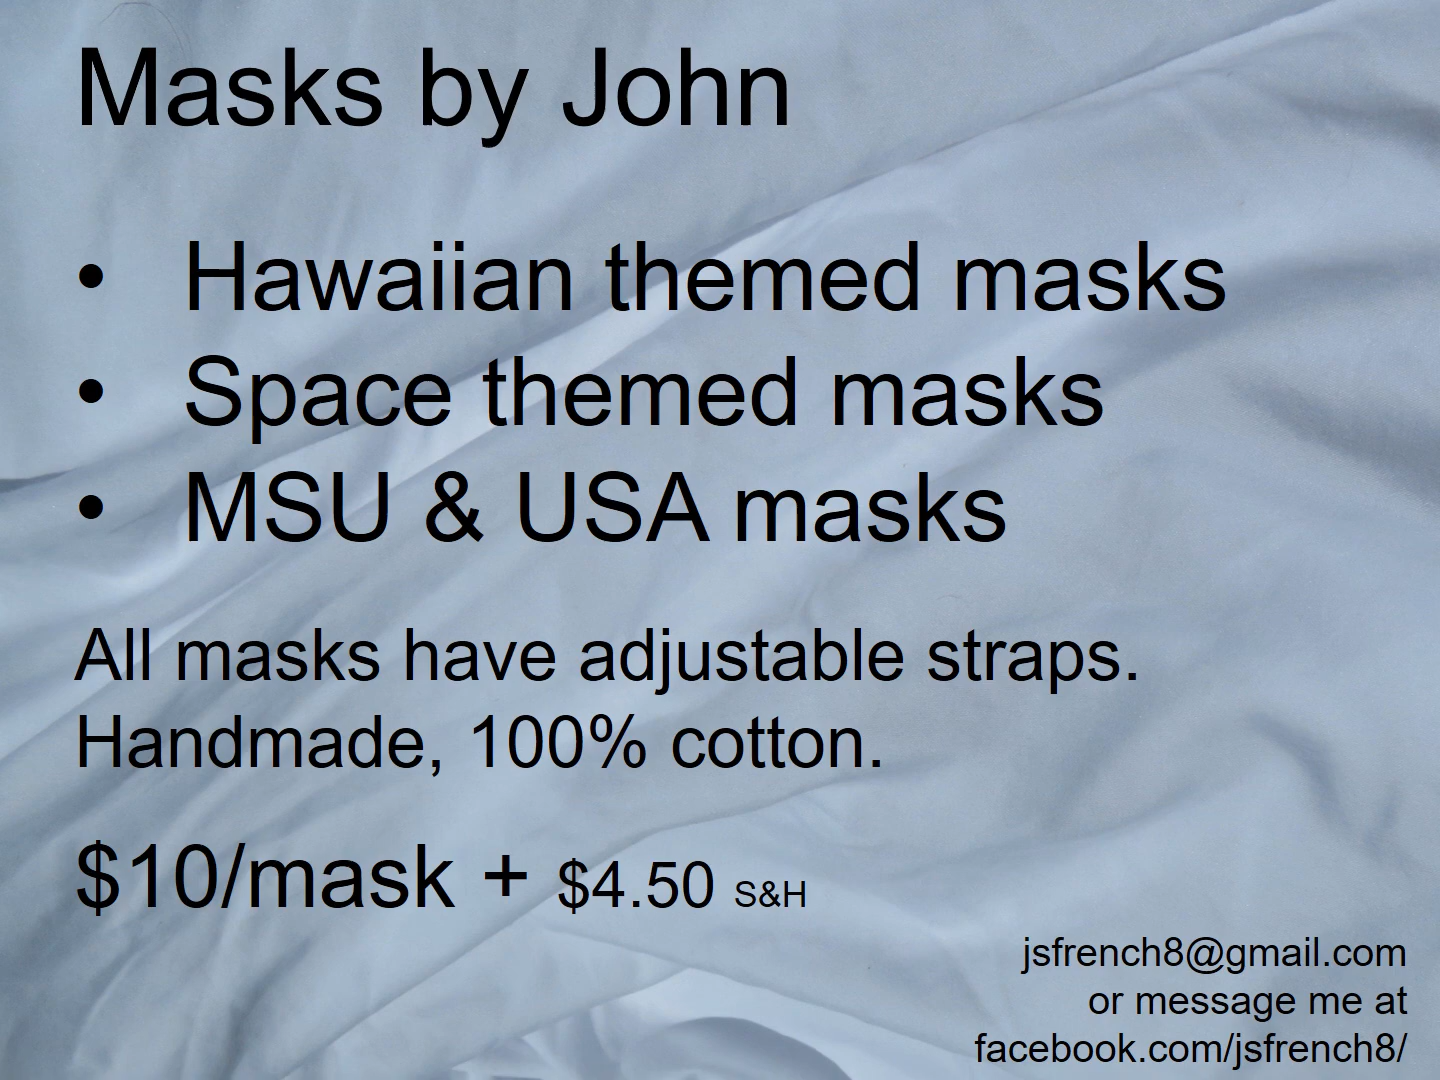 Masks by John
• Hawaiian themed masks
• Space themed masks
• MSU & USA masks
All masks have adjustable straps.
Handmade, 100% cotton.
$10/mask + $4.50 S&H
jsfrench8@gmail.com
or message me at
facebook.com/jsfrench8/